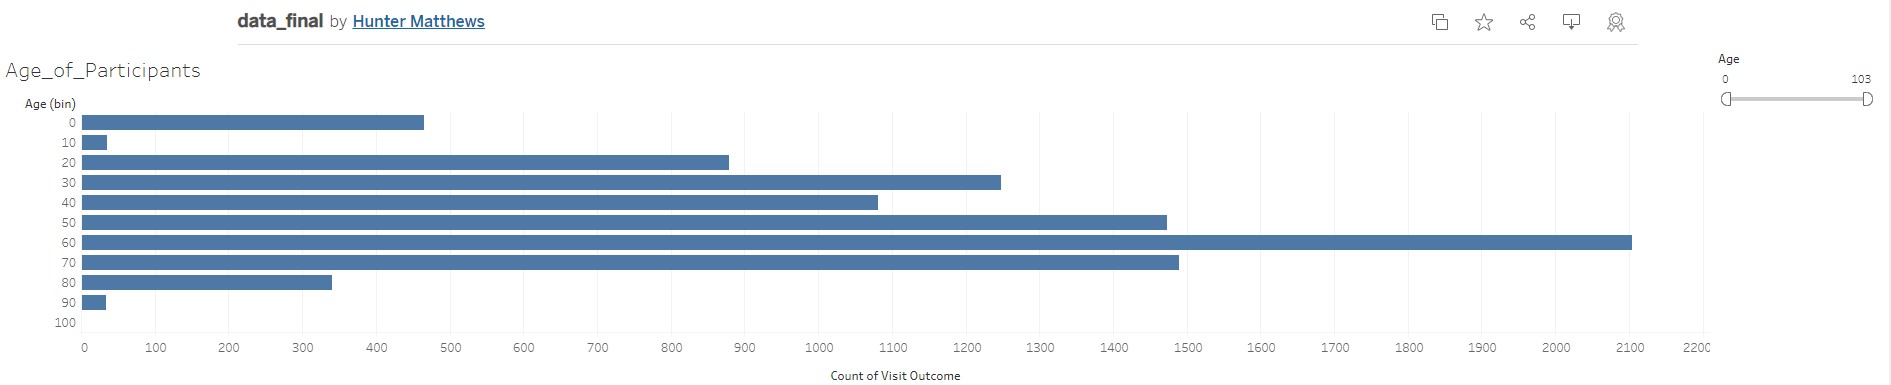 data_final by Hunter Matthews
Age_of_Participants
Age
0 103
Age (bin)
0
10
20
30
40
50
60
70
80
90
100
0 100 200 300 400 500 600 700 800 900 1000 1100 1200 1300 1400 1500 1600 1700 1800 1900 2000 2100 2200
Count of Visit Outcome